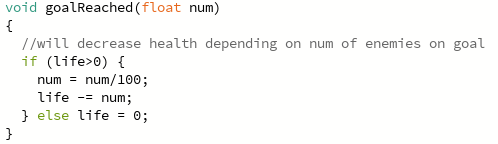 void goalReached(float num)
{
  //will decrease health depending on num of enemies on goal
  if (life>0) {
    num = num/100;
    life -= num;
  } else life = 0;
}